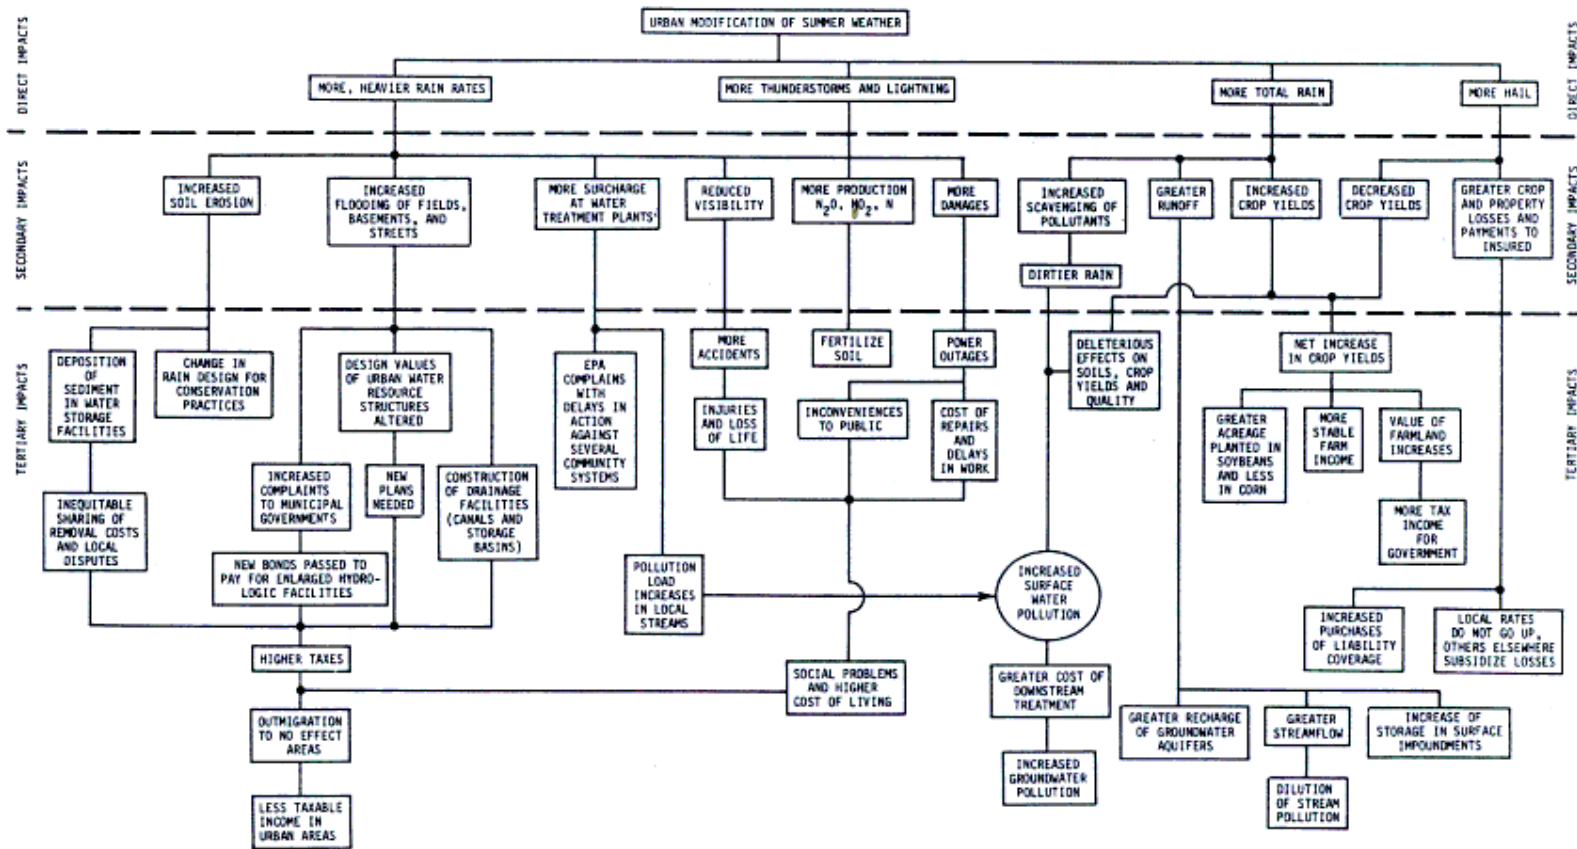 URBAN MODIFICATION OF SUMMER WEATHER
DIRECT IMPACTS
DIRECT IMPACTS
MORE, HEAVIER RAIN RATES
MORE THUNDERSTORMS AND LIGHTNING
MORE TOTAL RAIN
MORE HAIL
SECONDARY IMPACTS
SECONDARY IMPACTS
INCREASED
SOIL EROSION
INCREASED
FLOODING OF FIELDS,
BASEMENTS, AND
STREETS
MORE SURCHARGE
AT WATER
TREATMENT PLANTS
REDUCED
VISIBILITY
MORE PRODUCTION
N2O, NO2, N
MORE
DAMAGES
INCREASED
SCAVENGING OF
POLLUTANTS
GREATER
RUNOFF
INCREASED
CROP YIELDS
DECREASED
CROP YIELDS
GREATER CROP
AND PROPERTY
LOSSES AND
PAYMENTS TO
INSURED
DIRTIER RAIN
TERTIARY IMPACTS
TERTIARY IMPACTS
DEPOSITION
OF
SEDIMENT
IN WATER
STORAGE
FACILITIES
CHANGE IN
RAIN DESIGN FOR
CONSERVATION
PRACTICES
DESIGN VALUES
OF URBAN WATER
RESOURCE
STRUCTURES
ALTERED
EPA
COMPLAINS
WITH
DELAYS IN
ACTION
AGAINST
SEVERAL
COMMUNITY
SYSTEMS
MORE
ACCIDENTS
FERTILIZE
SOIL
POWER
OUTAGES
DELETERIOUS
EFFECTS ON
SOILS, CROP
YIELDS AND
QUALITY
NET INCREASE
IN CROP YIELDS
INJURIES
AND LOSS
OF LIFE
INCONVENIENCES
TO PUBLIC
COST OF
REPAIRS
AND
DELAYS
IN WORK
GREATER
ACREAGE
PLANTED IN
SOYBEANS
AND LESS
IN CORN
MORE
STABLE
FARM
INCOME
VALUE OF
FARMLAND
INCREASES
INCREASED
COMPLAINTS
TO MUNICIPAL
GOVERNMENTS
NEW
PLANS
NEEDED
CONSTRUCTION
OF DRAINAGE
FACILITIES
(CANALS AND
STORAGE
BASINS)
INEQUITABLE
SHARING OF
REMOVAL COSTS
AND LOCAL
DISPUTES
MORE TAX
INCOME
FOR
GOVERNMENT
NEW BONDS PASSED TO
PAY FOR ENLARGED HYDRO-
LOGIC FACILITIES
POLLUTION
LOAD
INCREASES
IN LOCAL
STREAMS
INCREASED
SURFACE
WATER
POLLUTION
INCREASED
PURCHASES
OF LIABILITY
COVERAGE
LOCAL RATES
DO NOT GO UP,
OTHERS ELSEWHERE
SUBSIDIZE LOSSES
HIGHER TAXES
SOCIAL PROBLEMS
AND HIGHER
COST OF LIVING
GREATER COST OF
DOWNSTREAM
TREATMENT
GREATER RECHARGE
OF GROUNDWATER
AQUIFERS
GREATER
STREAMFLOW
INCREASE OF
STORAGE IN SURFACE
IMPOUNDMENTS
OUTMIGRATION
TO NO EFFECT
AREAS
INCREASED
GROUNDWATER
POLLUTION
DILUTION
OF STREAM
POLLUTION
LESS TAXABLE
INCOME IN
URBAN AREAS